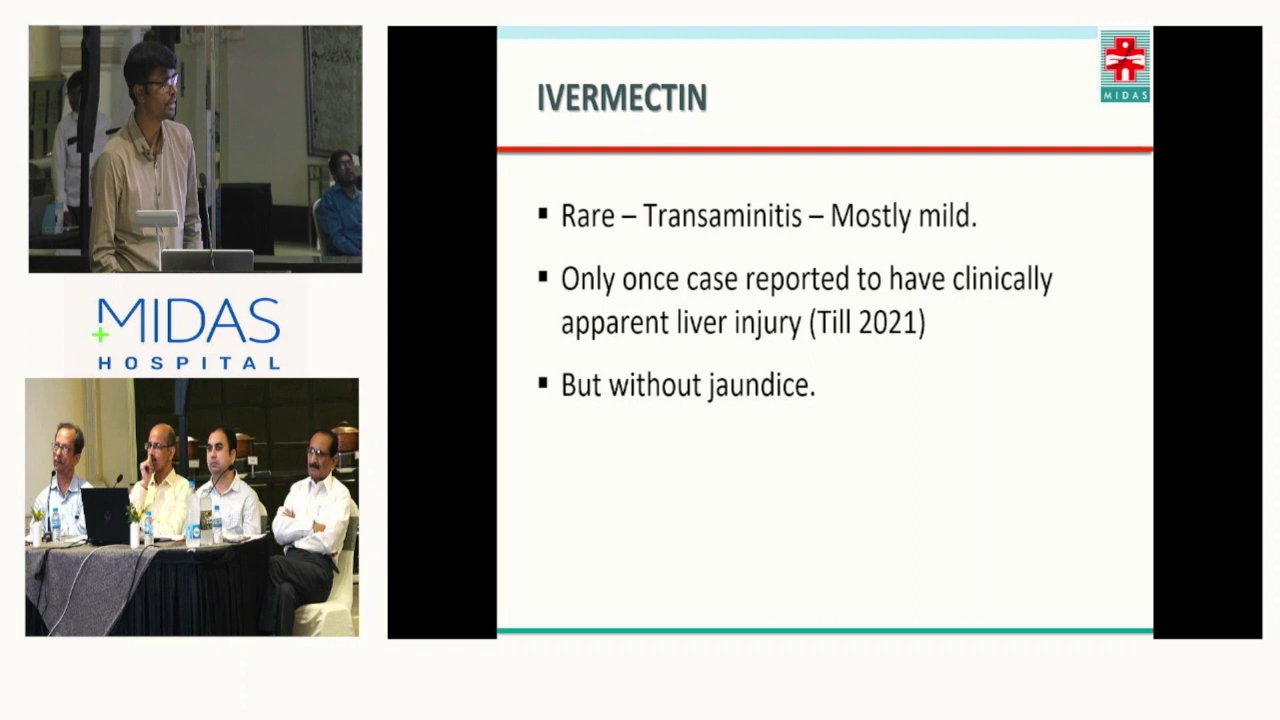 MIDAS
HOSPITAL
IVERMECTIN
MIDAS
▪ Rare – Transaminitis – Mostly mild.
▪ Only once case reported to have clinically
apparent liver injury (Till 2021)
▪ But without jaundice.